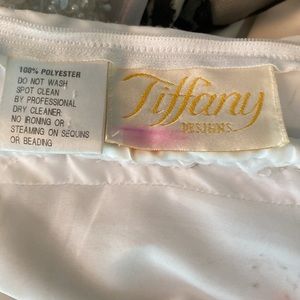 100% POLYESTER
DO NOT WASH
SPOT CLEAN
BY PROFESSIONAL
DRY CLEANER.
NO IRONING OR
STEAMING ON SEQUINS
OR BEADING
Tiffany
DESIGNS